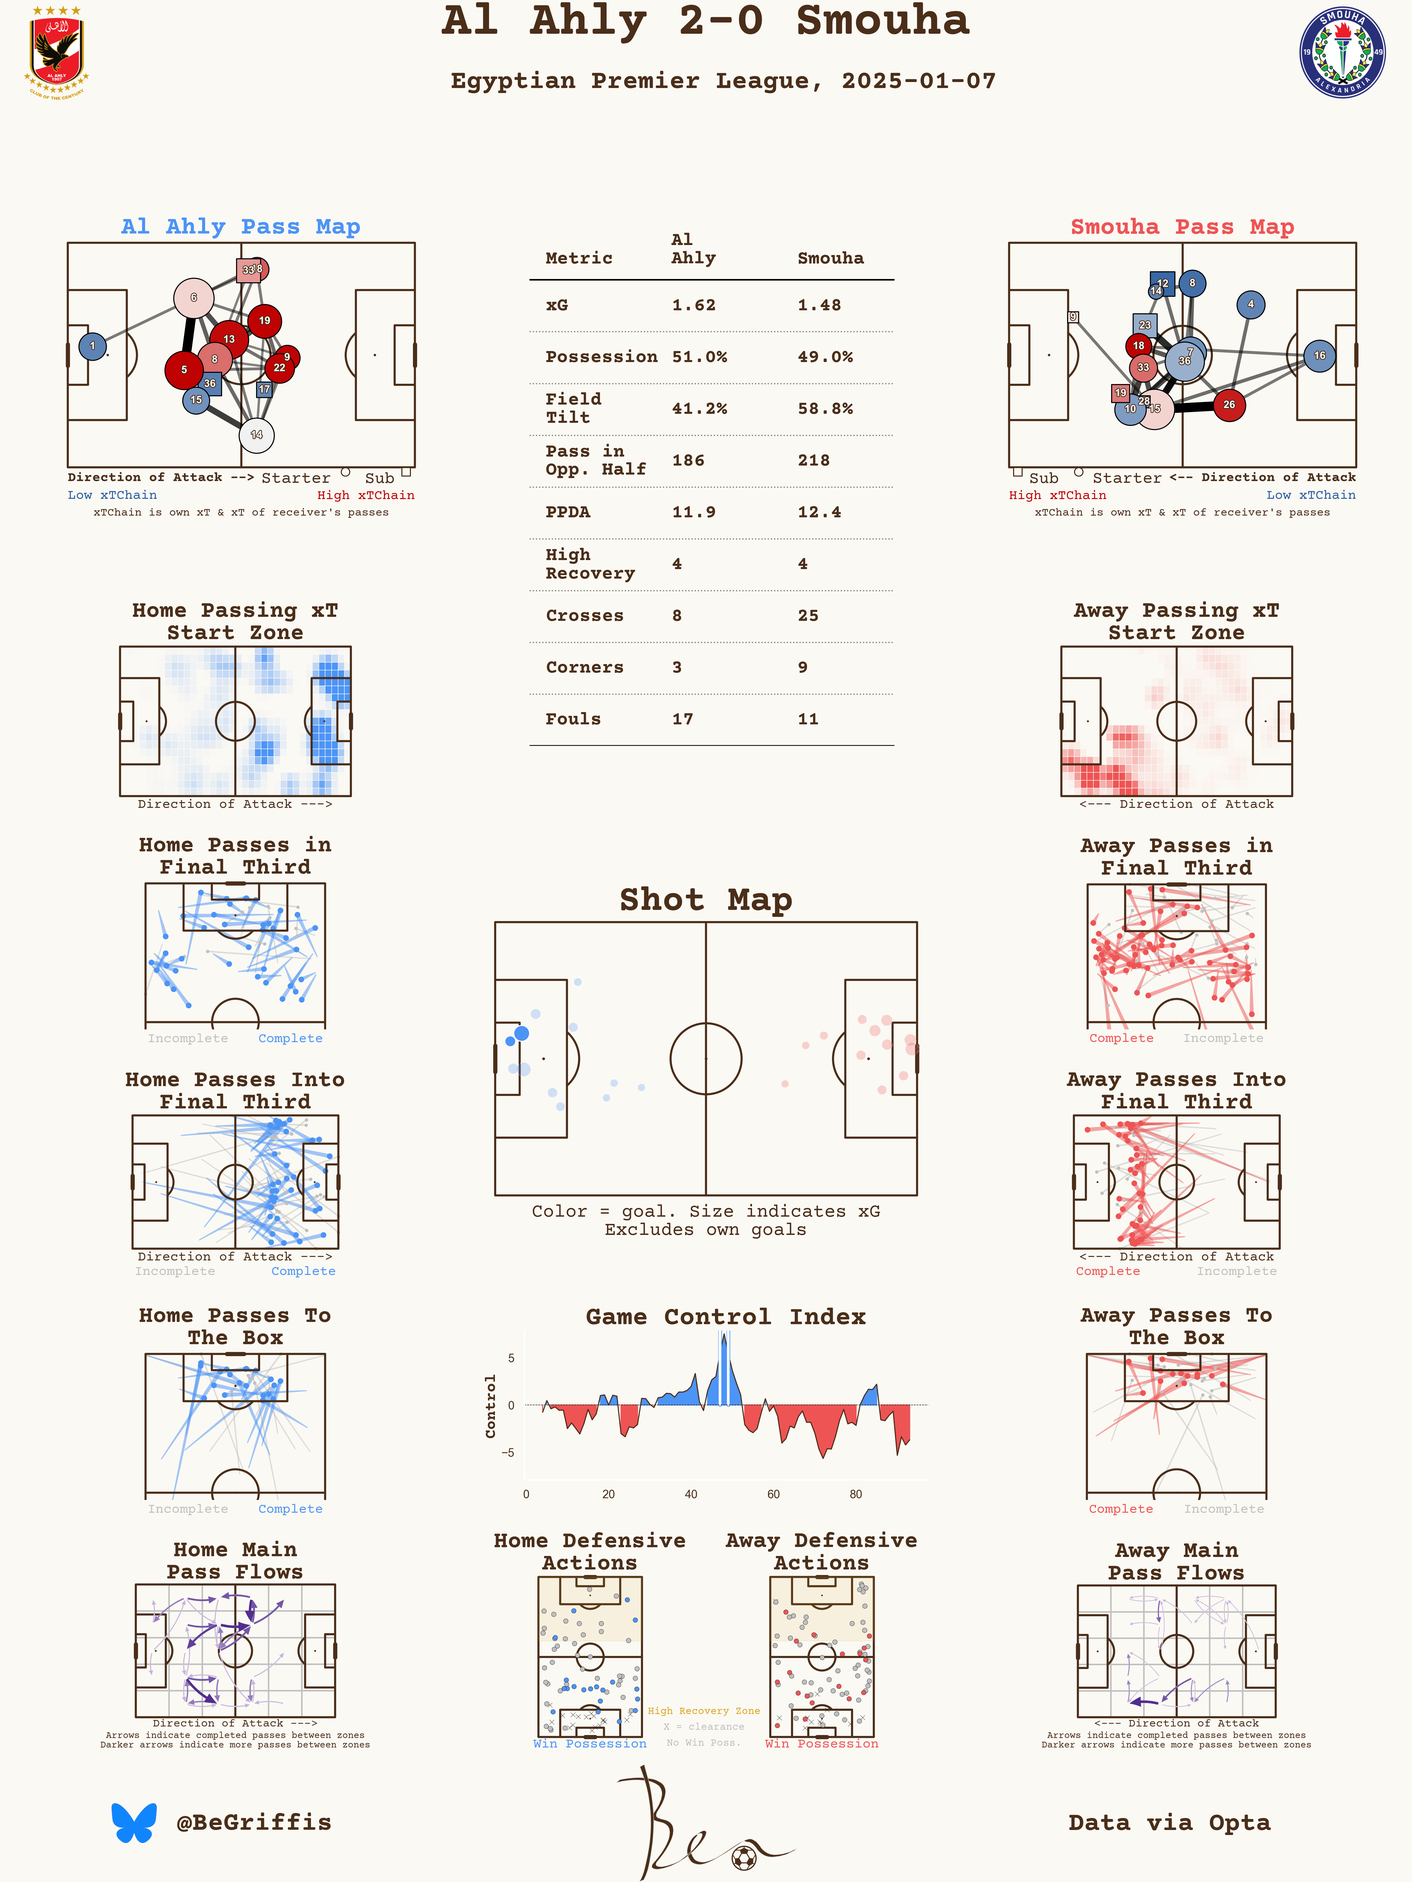 Al Ahly 2-0 Smouha
Egyptian Premier League, 2025-01-07
الأهلي
AL AHLY
1907
CLUB OF THE CENTURY
SMOUHA
19 49
ALEXANDRIA
Al Ahly Pass Map
1
6
33
18
19
13
8
9
22
5
36
17
15
14
Direction of Attack --> Starter Sub
Low xTChain High xTChain
xTChain is own xT & xT of receiver's passes
Metric Al Ahly Smouha
xG 1.62 1.48
Possession 51.0% 49.0%
Field Tilt 41.2% 58.8%
Pass in Opp. Half 186 218
PPDA 11.9 12.4
High Recovery 4 4
Crosses 8 25
Corners 3 9
Fouls 17 11
Smouha Pass Map
12
14
8
4
9
23
18
7
36
16
33
19
28
10
15
26
Sub Starter <-- Direction of Attack
High xTChain Low xTChain
xTChain is own xT & xT of receiver's passes
Home Passing xT
Start Zone
Direction of Attack --->
Away Passing xT
Start Zone
<--- Direction of Attack
Home Passes in
Final Third
Incomplete Complete
Away Passes in
Final Third
Complete Incomplete
Shot Map
Color = goal. Size indicates xG
Excludes own goals
Home Passes Into
Final Third
Direction of Attack --->
Incomplete Complete
Away Passes Into
Final Third
<--- Direction of Attack
Complete Incomplete
Home Passes To
The Box
Incomplete Complete
Game Control Index
Control
5
0
−5
0 20 40 60 80
Away Passes To
The Box
Complete Incomplete
Home Main
Pass Flows
Direction of Attack --->
Arrows indicate completed passes between zones
Darker arrows indicate more passes between zones
Home Defensive
Actions
Win Possession
High Recovery Zone
X = clearance
No Win Poss.
Away Defensive
Actions
Win Possession
Away Main
Pass Flows
<--- Direction of Attack
Arrows indicate completed passes between zones
Darker arrows indicate more passes between zones
@BeGriffis
Ben
Data via Opta